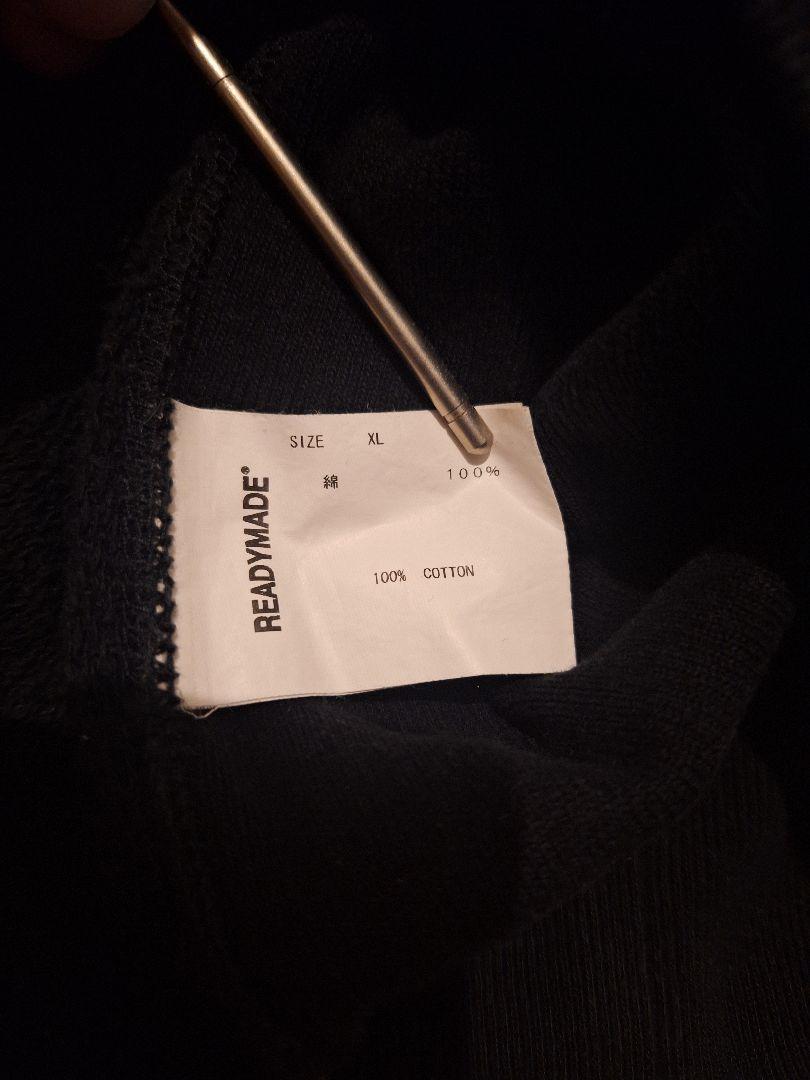 SIZE XL
綿 100%
100% COTTON
READYMADE®